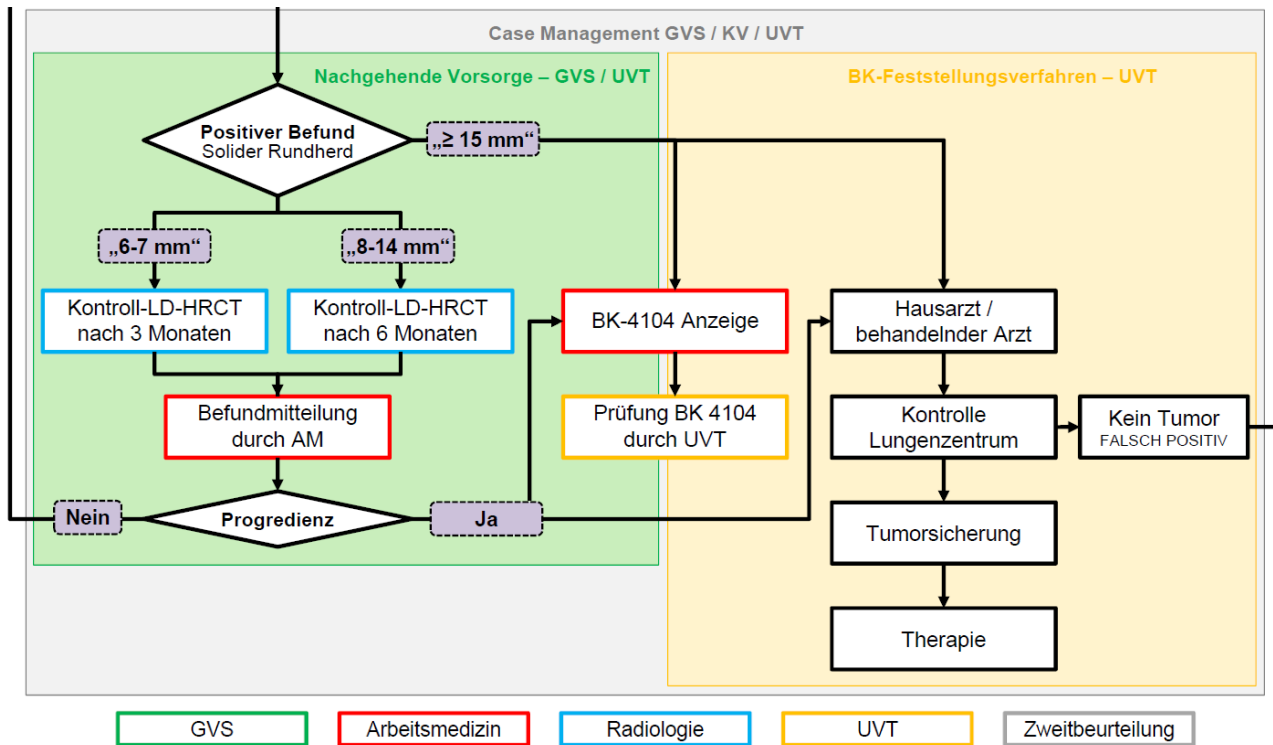 Case Management GVS / KV / UVT
Nachgehende Vorsorge – GVS / UVT
BK-Feststellungsverfahren – UVT
Positiver Befund
Solider Rundherd
„≥ 15 mm“
„6-7 mm“
„8-14 mm“
Kontroll-LD-HRCT
nach 3 Monaten
Kontroll-LD-HRCT
nach 6 Monaten
BK-4104 Anzeige
Hausarzt /
behandelnder Arzt
Befundmitteilung
durch AM
Prüfung BK 4104
durch UVT
Kontrolle
Lungenzentrum
Kein Tumor
FALSCH POSITIV
Nein
Progredienz
Ja
Tumorsicherung
Therapie
GVS
Arbeitsmedizin
Radiologie
UVT
Zweitbeurteilung